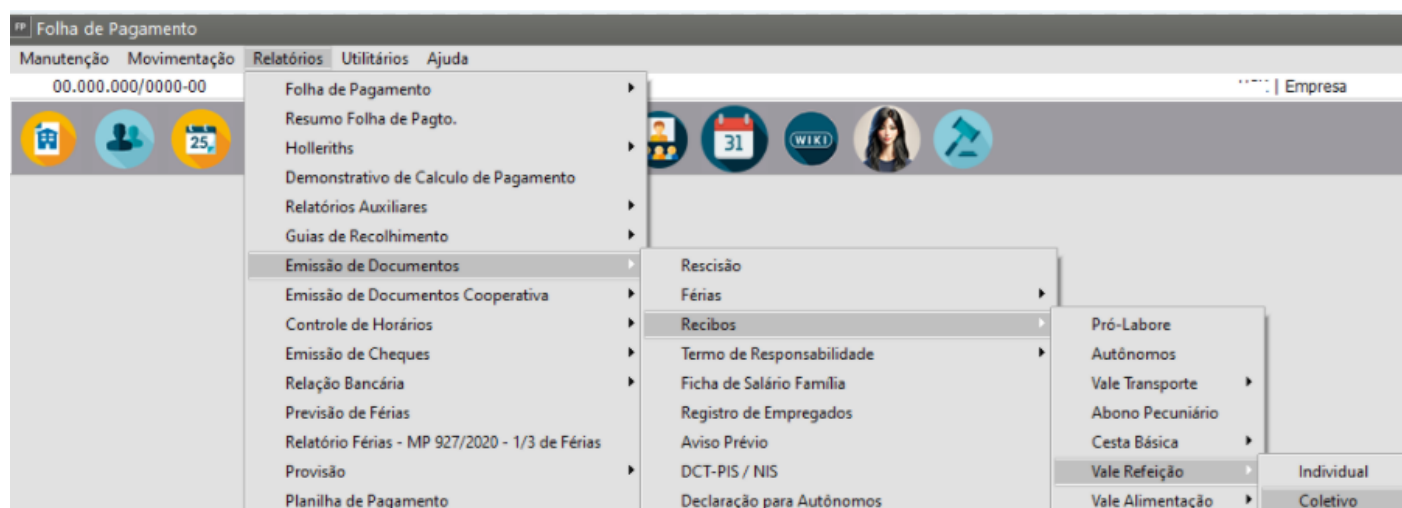 FP Folha de Pagamento
Manutenção Movimentação Relatórios Utilitários Ajuda
00.000.000/0000-00
| Empresa
25
31
WIKI
Folha de Pagamento
Resumo Folha de Pagto.
Holleriths
Demonstrativo de Calculo de Pagamento
Relatórios Auxiliares
Guias de Recolhimento
Emissão de Documentos
Emissão de Documentos Cooperativa
Controle de Horários
Emissão de Cheques
Relação Bancária
Previsão de Férias
Relatório Férias - MP 927/2020 - 1/3 de Férias
Provisão
Planilha de Pagamento
Rescisão
Férias
Recibos
Termo de Responsabilidade
Ficha de Salário Família
Registro de Empregados
Aviso Prévio
DCT-PIS / NIS
Declaração para Autônomos
Pró-Labore
Autônomos
Vale Transporte
Abono Pecuniário
Cesta Básica
Vale Refeição
Vale Alimentação
Individual
Coletivo